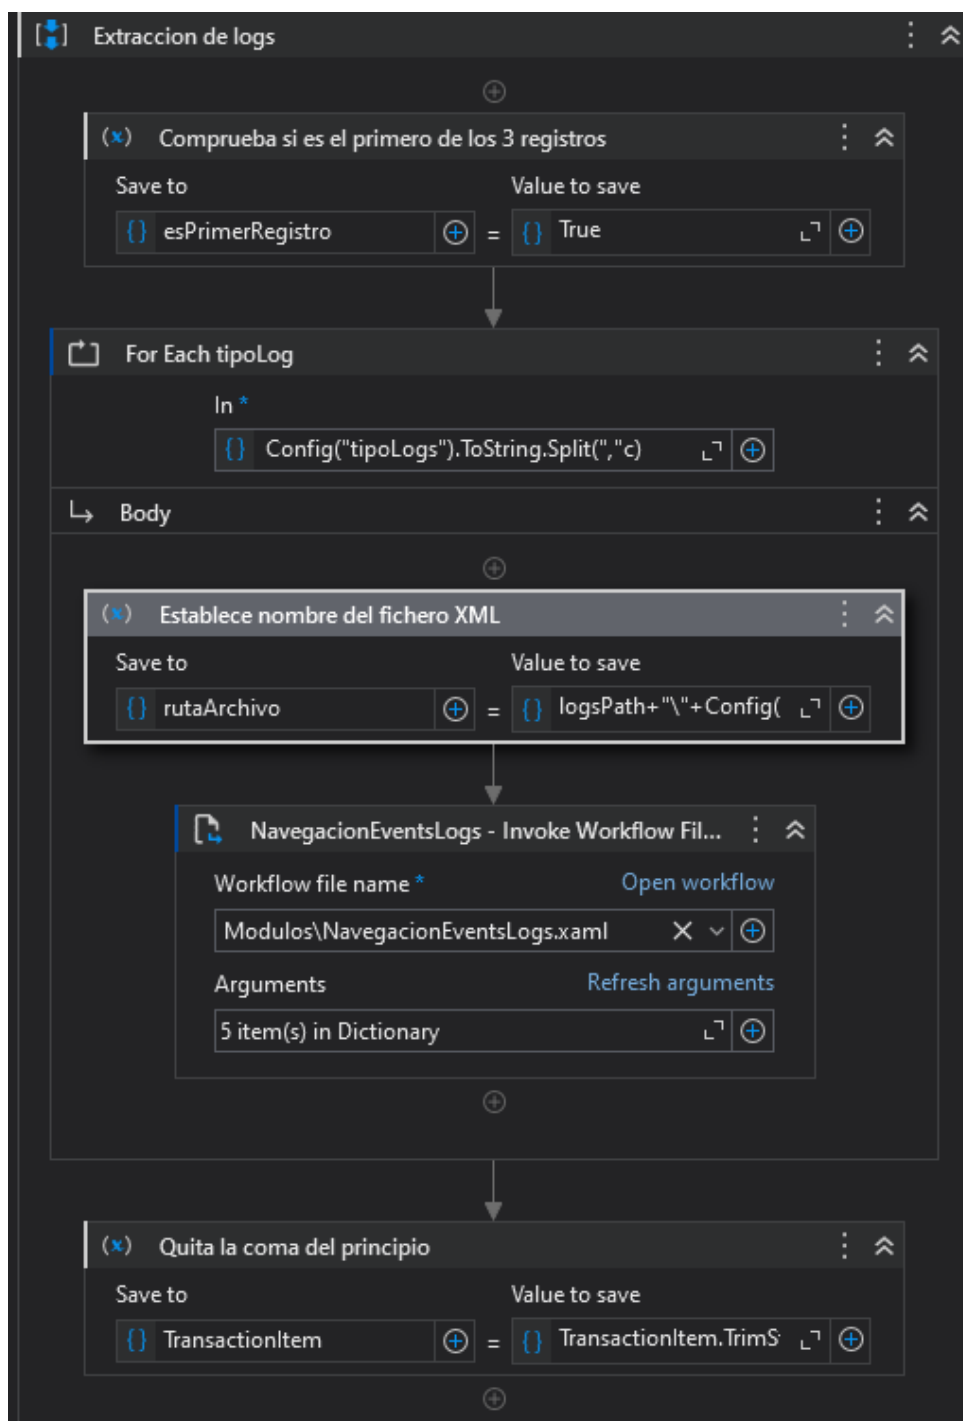 Extraccion de logs
Comprueba si es el primero de los 3 registros
Save to Value to save
esPrimerRegistro = True
For Each tipoLog
In *
Config("tipoLogs").ToString.Split(","c)
Body
Establece nombre del fichero XML
Save to Value to save
rutaArchivo = logsPath+"\"+Config(
NavegacionEventsLogs - Invoke Workflow Fil...
Workflow file name * Open workflow
Modulos\NavegacionEventsLogs.xaml
Arguments Refresh arguments
5 item(s) in Dictionary
Quita la coma del principio
Save to Value to save
TransactionItem = TransactionItem.TrimS